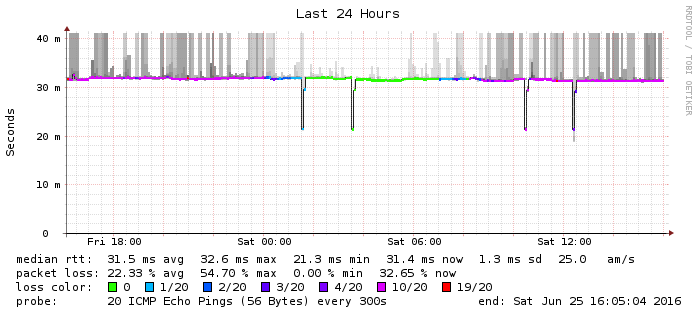 Last 24 Hours
RRDTOOL / TOBI OETIKER
Seconds
40 m
30 m
20 m
10 m
0
Fri 18:00 Sat 00:00 Sat 06:00 Sat 12:00
median rtt: 31.5 ms avg 32.6 ms max 21.3 ms min 31.4 ms now 1.3 ms sd 25.0 am/s
packet loss: 22.33 % avg 54.70 % max 0.00 % min 32.65 % now
loss color: 0 1/20 2/20 3/20 4/20 10/20 19/20
probe: 20 ICMP Echo Pings (56 Bytes) every 300s end: Sat Jun 25 16:05:04 2016